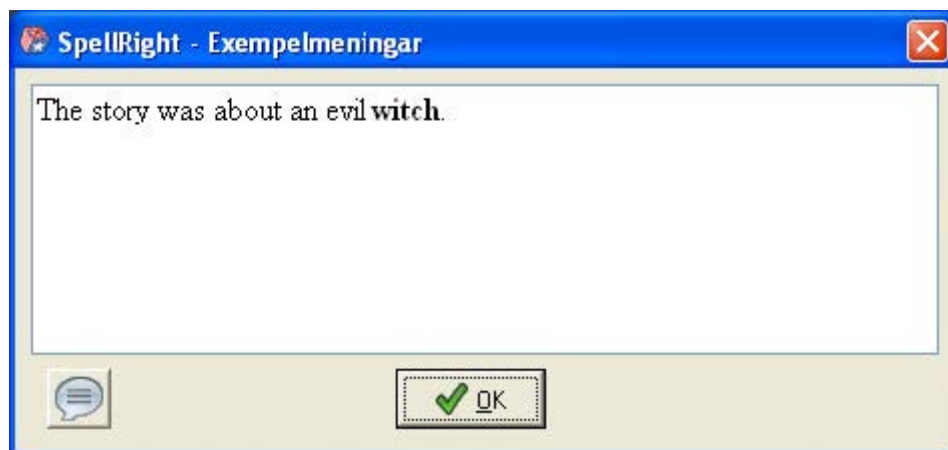 SpellRight - Exempelmeningar
The story was about an evil witch.
OK